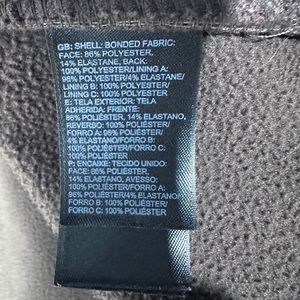 GB: SHELL: BONDED FABRIC:
FACE: 86% POLYESTER,
14% ELASTANE, BACK:
100% POLYESTER/LINING A:
96% POLYESTER/4% ELASTANE/
LINING B: 100% POLYESTER/
LINING C: 100% POLYESTER
E: TELA EXTERIOR: TELA
ADHERIDA: FRENTE:
86% POLIÉSTER, 14% ELASTANO,
REVERSO: 100% POLIÉSTER/
FORRO A: 96% POLIÉSTER/
4% ELASTANO/FORRO B:
100% POLIÉSTER/FORRO C:
100% POLIÉSTER
P: ENCAIXE: TECIDO UNIDO:
FACE: 86% POLIÉSTER,
14% ELASTANO, AVESSO:
100% POLIÉSTER/FORRO A:
96% POLIÉSTER/4% ELASTANO/
FORRO B: 100% POLIÉSTER/
FORRO C: 100% POLIÉSTER